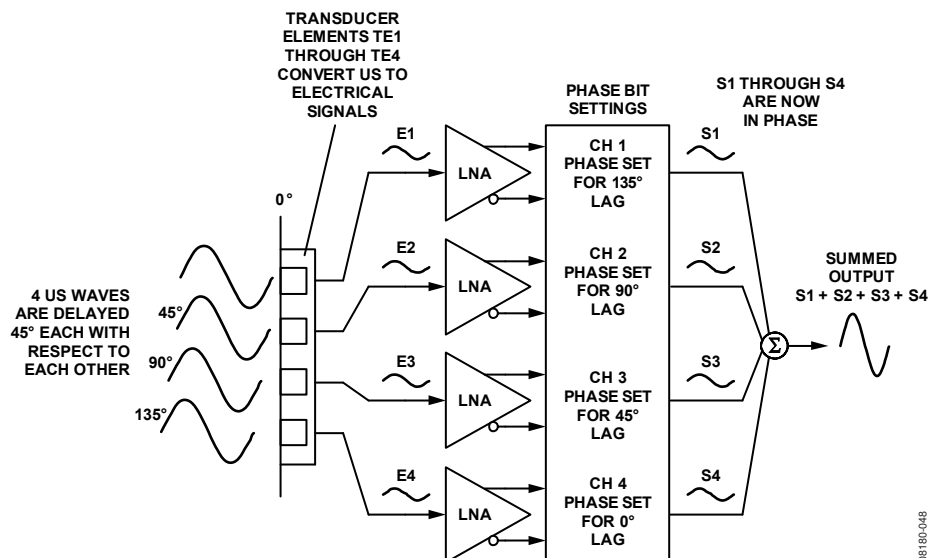 TRANSDUCER
ELEMENTS TE1
THROUGH TE4
CONVERT US TO
ELECTRICAL
SIGNALS
PHASE BIT
SETTINGS
S1 THROUGH S4
ARE NOW
IN PHASE
0°
4 US WAVES
ARE DELAYED
45° EACH WITH
RESPECT TO
EACH OTHER
45°
90°
135°
E1
LNA
CH 1
PHASE SET
FOR 135°
LAG
S1
E2
LNA
CH 2
PHASE SET
FOR 90°
LAG
S2
E3
LNA
CH 3
PHASE SET
FOR 45°
LAG
S3
E4
LNA
CH 4
PHASE SET
FOR 0°
LAG
S4
Σ
SUMMED
OUTPUT
S1 + S2 + S3 + S4
08180-048